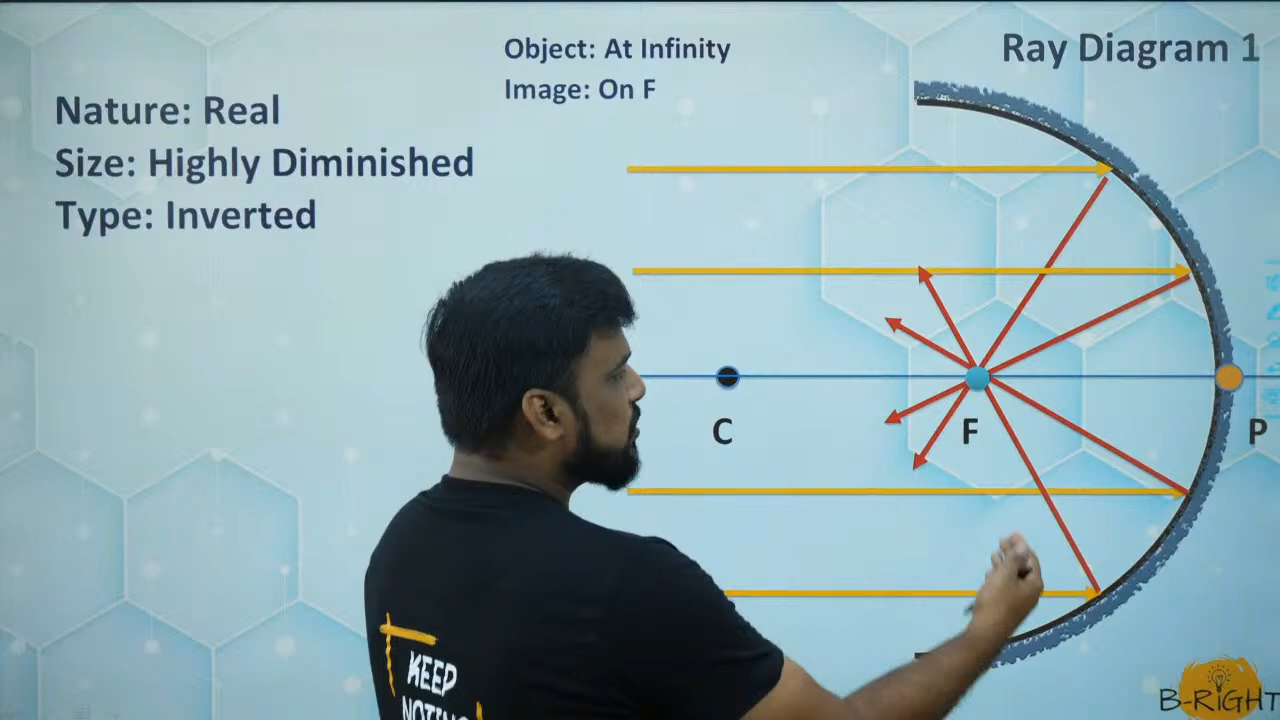 Object: At Infinity
Image: On F
Ray Diagram 1
Nature: Real
Size: Highly Diminished
Type: Inverted
C
F
P
KEEP
B-RIGHT